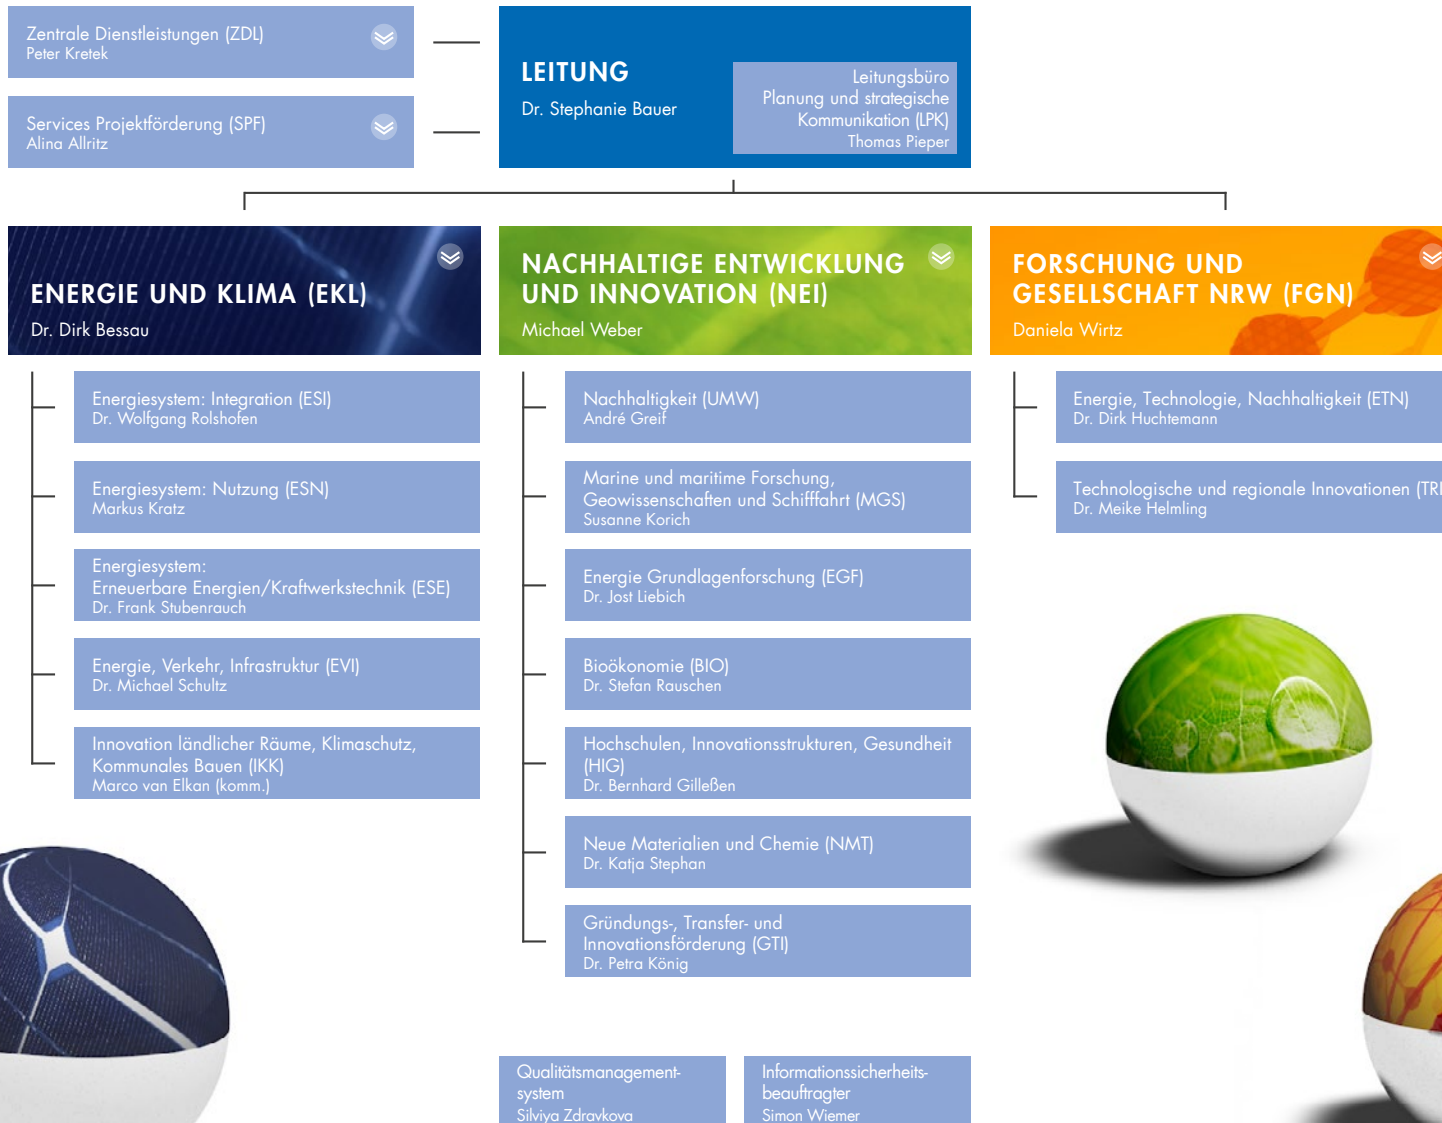 Zentrale Dienstleistungen (ZDL)
Peter Kretek
Services Projektförderung (SPF)
Alina Allritz
LEITUNG
Dr. Stephanie Bauer
Leitungsbüro
Planung und strategische
Kommunikation (LPK)
Thomas Pieper
ENERGIE UND KLIMA (EKL)
Dr. Dirk Bessau
Energiesystem: Integration (ESI)
Dr. Wolfgang Rolshofen
Energiesystem: Nutzung (ESN)
Markus Kratz
Energiesystem:
Erneuerbare Energien/Kraftwerkstechnik (ESE)
Dr. Frank Stubenrauch
Energie, Verkehr, Infrastruktur (EVI)
Dr. Michael Schultz
Innovation ländlicher Räume, Klimaschutz,
Kommunales Bauen (IKK)
Marco van Elkan (komm.)
NACHHALTIGE ENTWICKLUNG
UND INNOVATION (NEI)
Michael Weber
Nachhaltigkeit (UMW)
André Greif
Marine und maritime Forschung,
Geowissenschaften und Schifffahrt (MGS)
Susanne Korich
Energie Grundlagenforschung (EGF)
Dr. Jost Liebich
Bioökonomie (BIO)
Dr. Stefan Rauschen
Hochschulen, Innovationsstrukturen, Gesundheit
(HIG)
Dr. Bernhard Gilleßen
Neue Materialien und Chemie (NMT)
Dr. Katja Stephan
Gründungs-, Transfer- und
Innovationsförderung (GTI)
Dr. Petra König
FORSCHUNG UND
GESELLSCHAFT NRW (FGN)
Daniela Wirtz
Energie, Technologie, Nachhaltigkeit (ETN)
Dr. Dirk Huchtemann
Technologische und regionale Innovationen (TRI
Dr. Meike Helmling
Qualitätsmanagement-
system
Silviya Zdravkova
Informationssicherheits-
beauftragter
Simon Wiemer